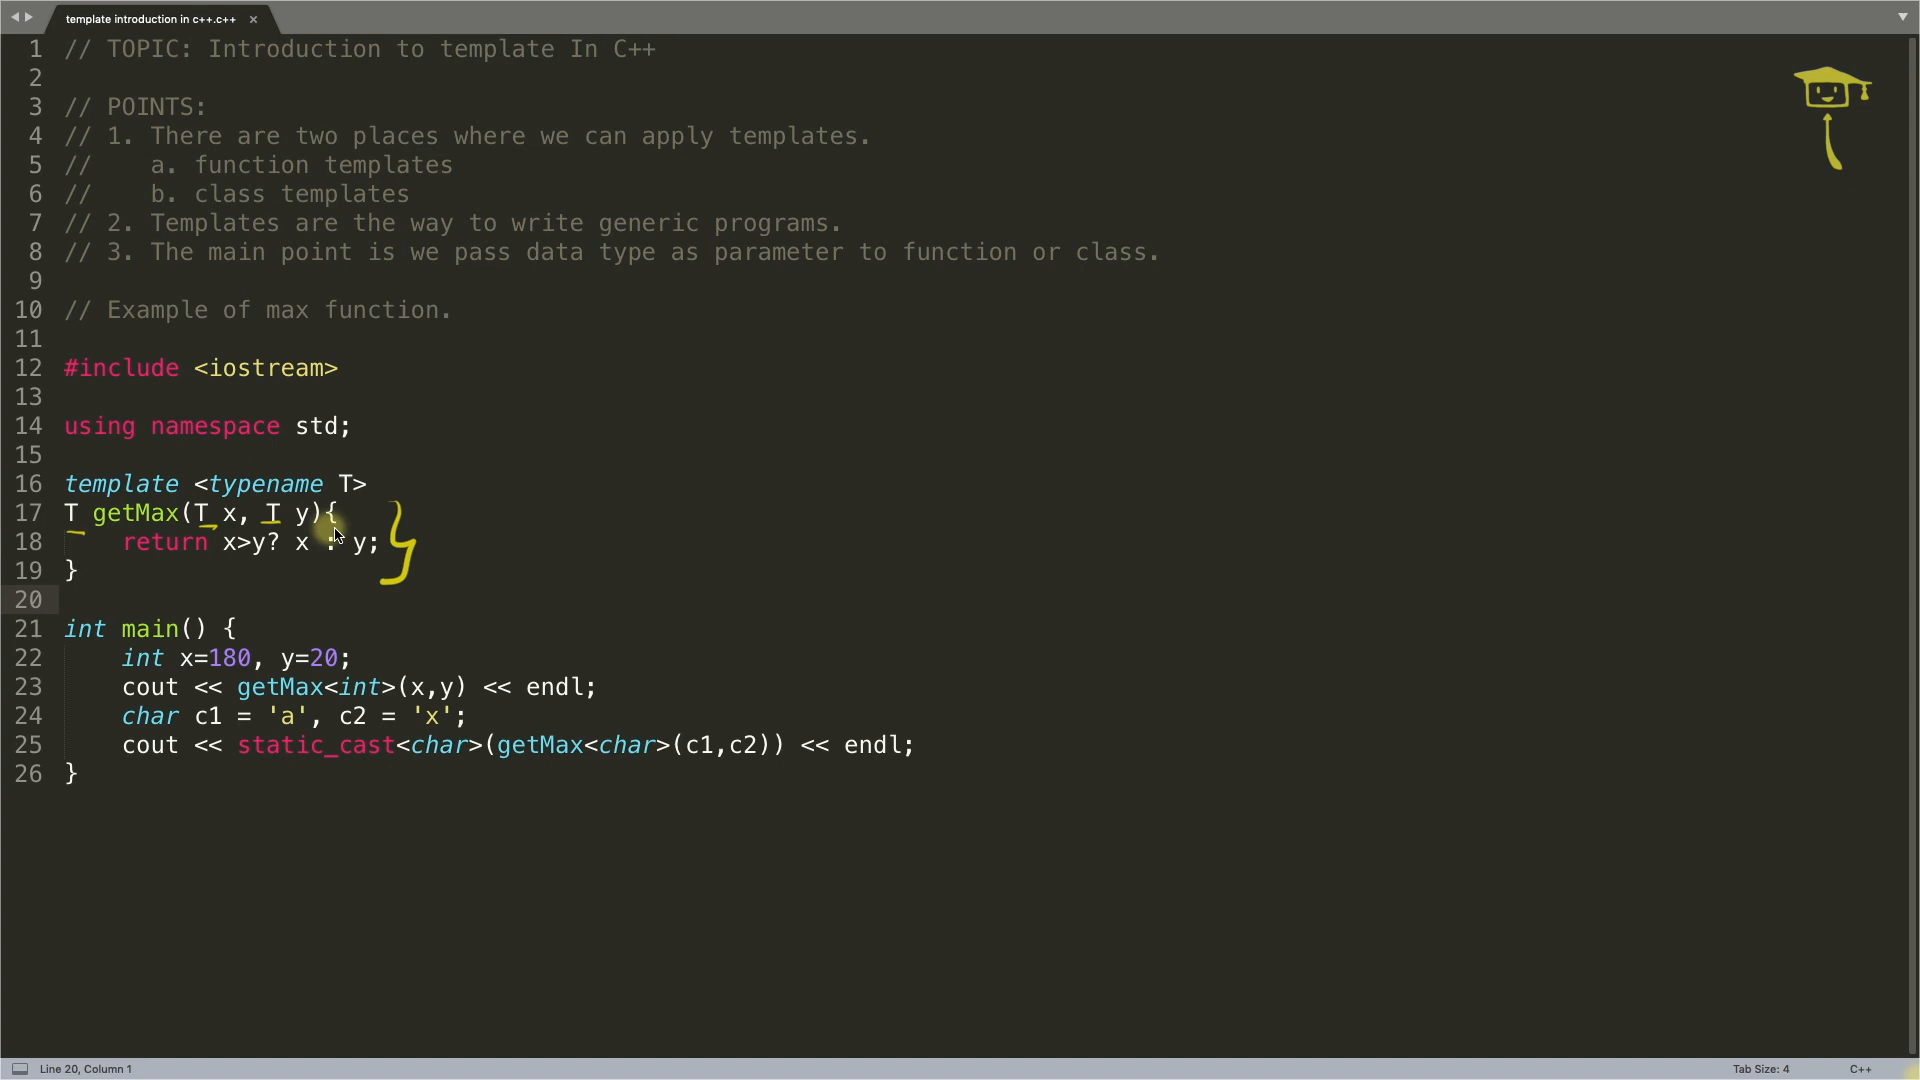 template introduction in c++.c++ ×
1 // TOPIC: Introduction to template In C++
2
3 // POINTS:
4 // 1. There are two places where we can apply templates.
5 //    a. function templates
6 //    b. class templates
7 // 2. Templates are the way to write generic programs.
8 // 3. The main point is we pass data type as parameter to function or class.
9
10 // Example of max function.
11
12 #include <iostream>
13
14 using namespace std;
15
16 template <typename T>
17 T getMax(T x, T y){
18     return x>y? x : y;
19 }
20
21 int main() {
22     int x=180, y=20;
23     cout << getMax<int>(x,y) << endl;
24     char c1 = 'a', c2 = 'x';
25     cout << static_cast<char>(getMax<char>(c1,c2)) << endl;
26 }
Line 20, Column 1 Tab Size: 4 C++